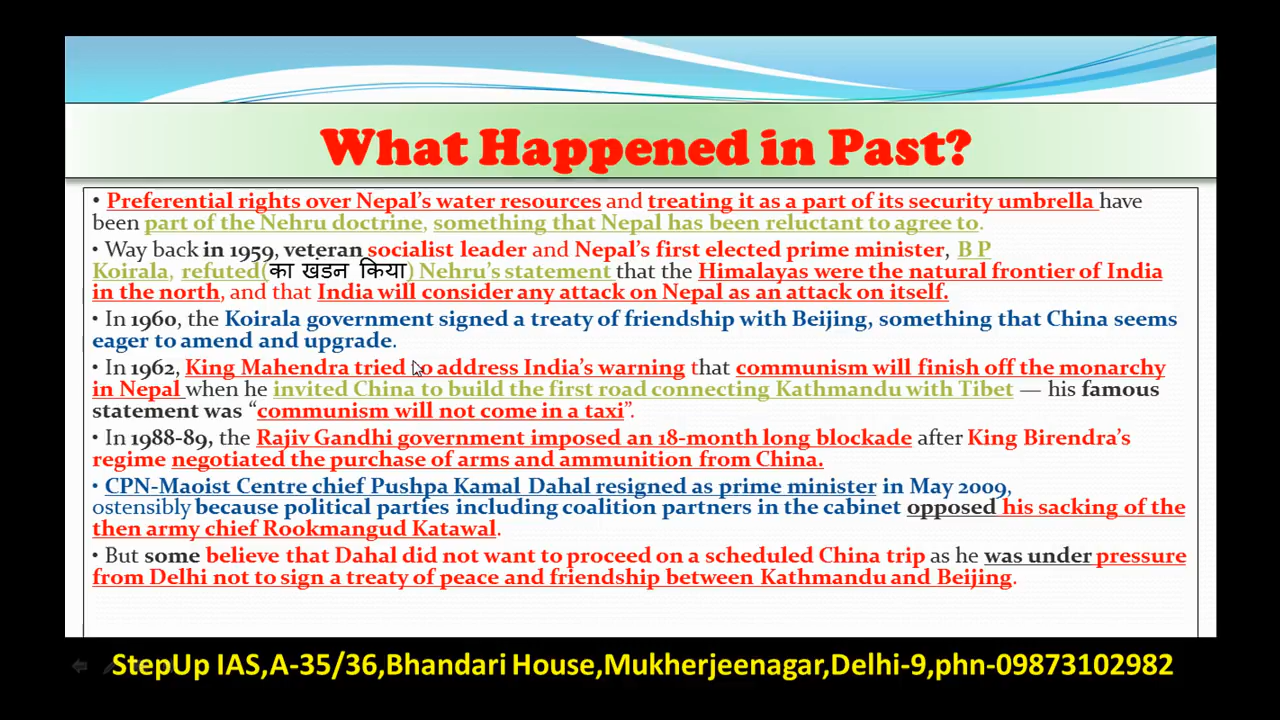 What Happened in Past?
• Preferential rights over Nepal's water resources and treating it as a part of its security umbrella have
been part of the Nehru doctrine, something that Nepal has been reluctant to agree to.
• Way back in 1959, veteran socialist leader and Nepal's first elected prime minister, B P
Koirala, refuted(का खंडन किया) Nehru's statement that the Himalayas were the natural frontier of India
in the north, and that India will consider any attack on Nepal as an attack on itself.
• In 1960, the Koirala government signed a treaty of friendship with Beijing, something that China seems
eager to amend and upgrade.
• In 1962, King Mahendra tried to address India's warning that communism will finish off the monarchy
in Nepal when he invited China to build the first road connecting Kathmandu with Tibet — his famous
statement was “communism will not come in a taxi”.
• In 1988-89, the Rajiv Gandhi government imposed an 18-month long blockade after King Birendra's
regime negotiated the purchase of arms and ammunition from China.
• CPN-Maoist Centre chief Pushpa Kamal Dahal resigned as prime minister in May 2009,
ostensibly because political parties including coalition partners in the cabinet opposed his sacking of the
then army chief Rookmangud Katawal.
• But some believe that Dahal did not want to proceed on a scheduled China trip as he was under pressure
from Delhi not to sign a treaty of peace and friendship between Kathmandu and Beijing.
StepUp IAS,A-35/36,Bhandari House,Mukherjeenagar,Delhi-9,phn-09873102982